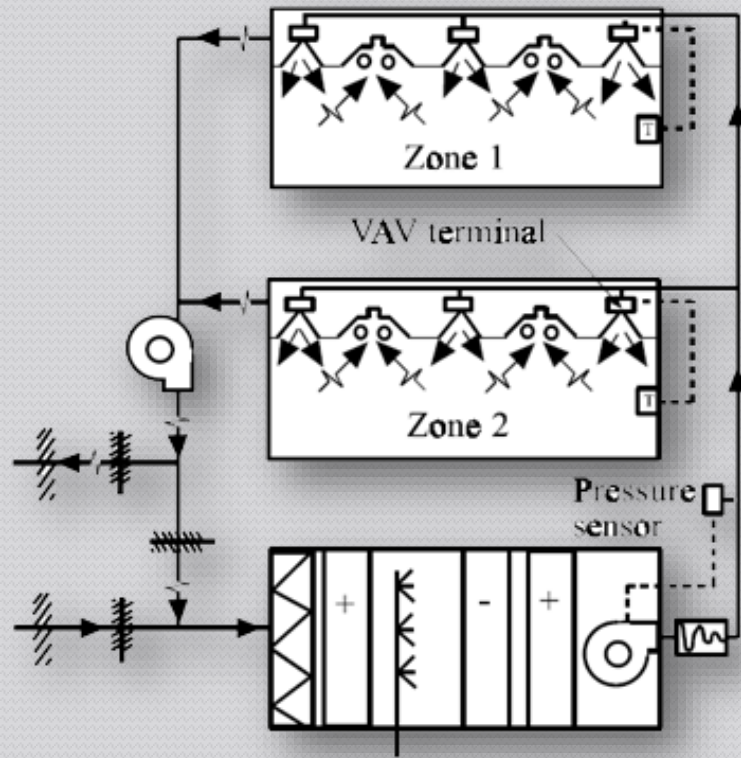 T
Zone 1
VAV terminal
T
Zone 2
Pressure
sensor
+
-
+